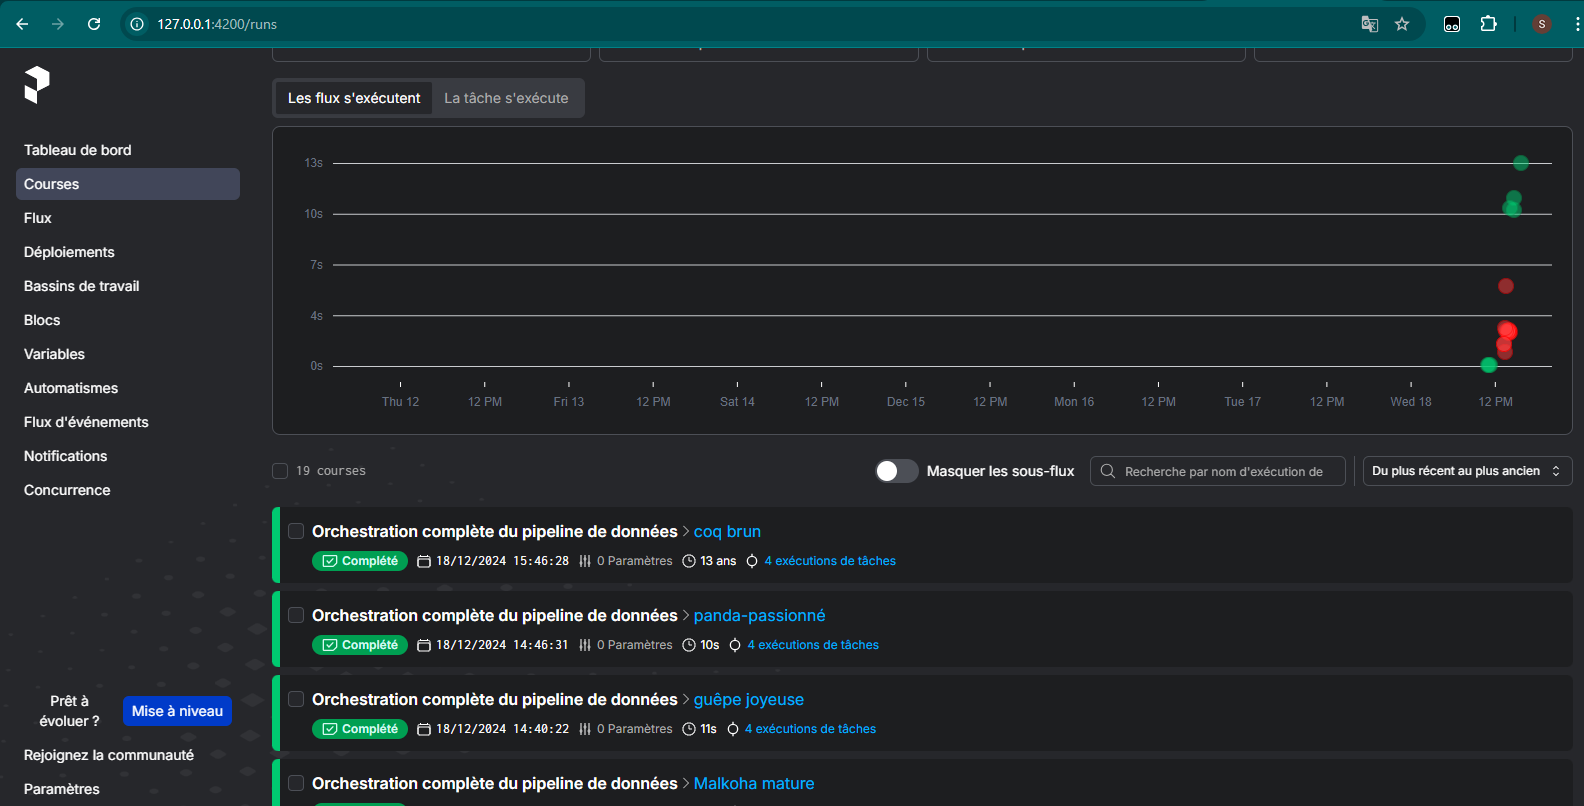 127.0.0.1:4200/runs
S
Les flux s'exécutent
La tâche s'exécute
Tableau de bord
Courses
Flux
Déploiements
Bassins de travail
Blocs
Variables
Automatismes
Flux d'événements
Notifications
Concurrence
13s
10s
7s
4s
0s
Thu 12
12 PM
Fri 13
12 PM
Sat 14
12 PM
Dec 15
12 PM
Mon 16
12 PM
Tue 17
12 PM
Wed 18
12 PM
19 courses
Masquer les sous-flux
Recherche par nom d'exécution de
Du plus récent au plus ancien
Orchestration complète du pipeline de données > coq brun
Complété 18/12/2024 15:46:28 0 Paramètres 13 ans 4 exécutions de tâches
Orchestration complète du pipeline de données > panda-passionné
Complété 18/12/2024 14:46:31 0 Paramètres 10s 4 exécutions de tâches
Orchestration complète du pipeline de données > guêpe joyeuse
Complété 18/12/2024 14:40:22 0 Paramètres 11s 4 exécutions de tâches
Orchestration complète du pipeline de données > Malkoha mature
Prêt à
évoluer ?
Mise à niveau
Rejoignez la communauté
Paramètres